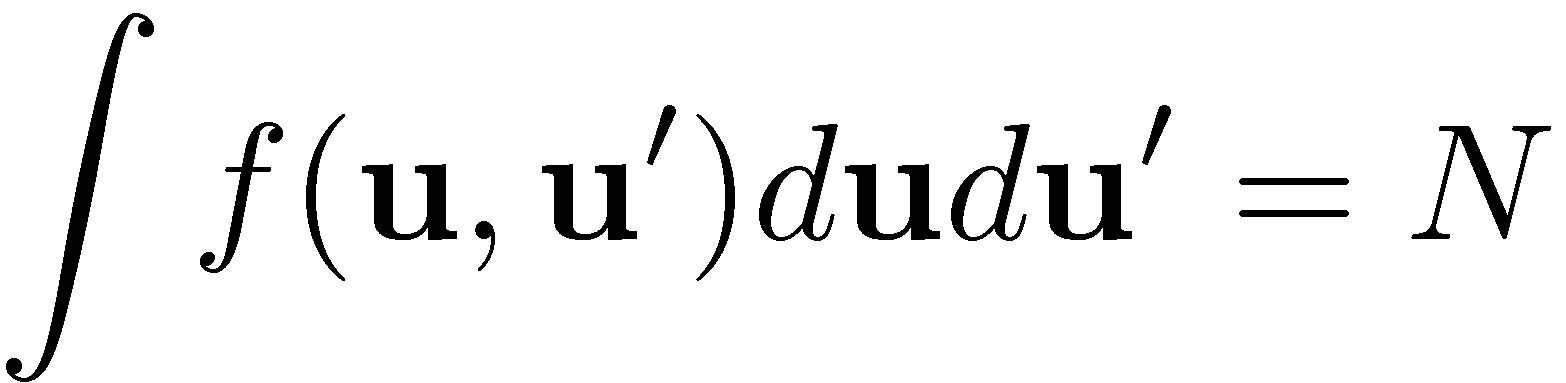 ∫ f(𝐮, 𝐮′)d𝐮d𝐮′ = N